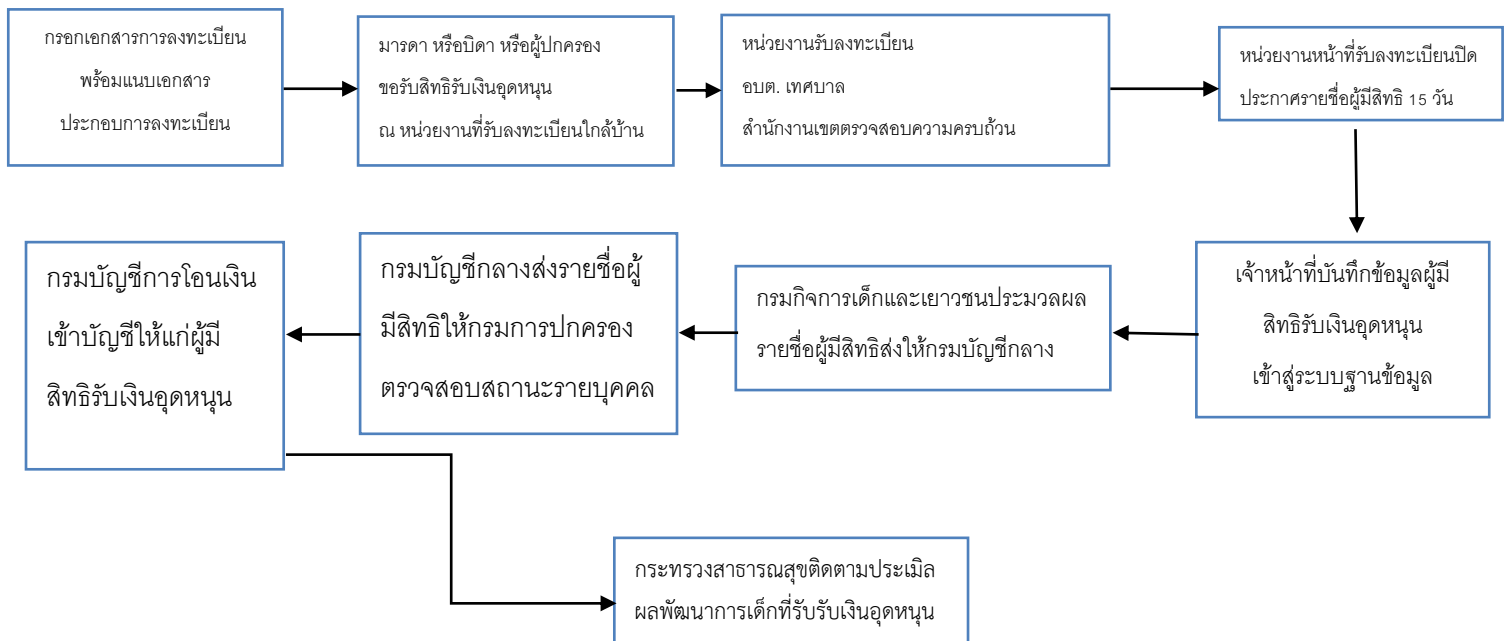 กรอกเอกสารการลงทะเบียน
พร้อมแนบเอกสาร
ประกอบการลงทะเบียน
มารดา หรือบิดา หรือผู้ปกครอง
ขอรับสิทธิรับเงินอุดหนุน
ณ หน่วยงานที่รับลงทะเบียนใกล้บ้าน
หน่วยงานรับลงทะเบียน
อบต. เทศบาล
สำนักงานเขตตรวจสอบความครบถ้วน
หน่วยงานหน้าที่รับลงทะเบียนปิด
ประกาศรายชื่อผู้มีสิทธิ 15 วัน
เจ้าหน้าที่บันทึกข้อมูลผู้มี
สิทธิรับเงินอุดหนุน
เข้าสู่ระบบฐานข้อมูล
กรมกิจการเด็กและเยาวชนประมวลผล
รายชื่อผู้มีสิทธิส่งให้กรมบัญชีกลาง
กรมบัญชีกลางส่งรายชื่อผู้
มีสิทธิให้กรมการปกครอง
ตรวจสอบสถานะรายบุคคล
กรมบัญชีการโอนเงิน
เข้าบัญชีให้แก่ผู้มี
สิทธิรับเงินอุดหนุน
กระทรวงสาธารณสุขติดตามประเมิล
ผลพัฒนาการเด็กที่รับรับเงินอุดหนุน